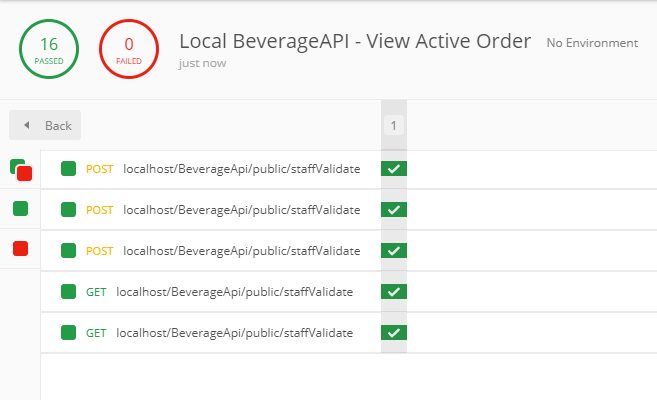 16
PASSED
0
FAILED
Local BeverageAPI - View Active Order
No Environment
just now
Back
1
POST localhost/BeverageApi/public/staffValidate
POST localhost/BeverageApi/public/staffValidate
POST localhost/BeverageApi/public/staffValidate
GET localhost/BeverageApi/public/staffValidate
GET localhost/BeverageApi/public/staffValidate